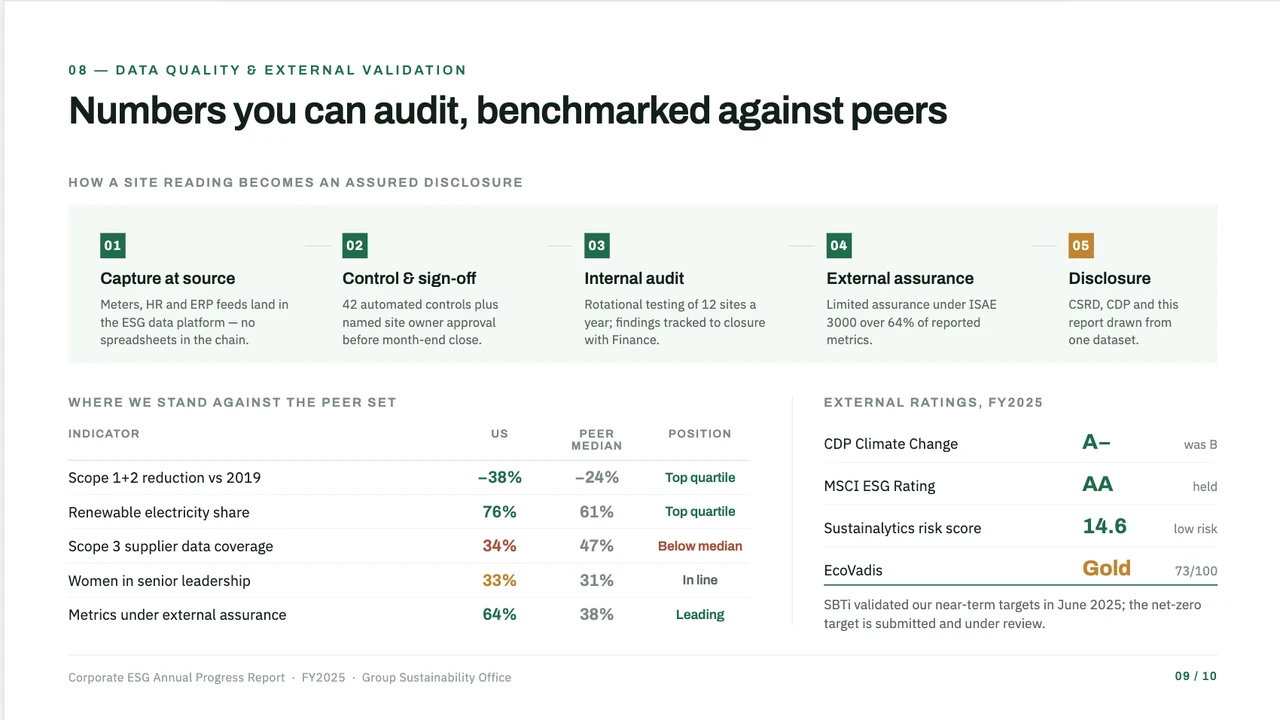 08 — DATA QUALITY & EXTERNAL VALIDATION
Numbers you can audit, benchmarked against peers
HOW A SITE READING BECOMES AN ASSURED DISCLOSURE
01
Capture at source
Meters, HR and ERP feeds land in
the ESG data platform — no
spreadsheets in the chain.
02
Control & sign-off
42 automated controls plus
named site owner approval
before month-end close.
03
Internal audit
Rotational testing of 12 sites a
year; findings tracked to closure
with Finance.
04
External assurance
Limited assurance under ISAE
3000 over 64% of reported
metrics.
05
Disclosure
CSRD, CDP and this
report drawn from
one dataset.
WHERE WE STAND AGAINST THE PEER SET
INDICATOR US PEER MEDIAN POSITION
Scope 1+2 reduction vs 2019 −38% −24% Top quartile
Renewable electricity share 76% 61% Top quartile
Scope 3 supplier data coverage 34% 47% Below median
Women in senior leadership 33% 31% In line
Metrics under external assurance 64% 38% Leading
EXTERNAL RATINGS, FY2025
CDP Climate Change A− was B
MSCI ESG Rating AA held
Sustainalytics risk score 14.6 low risk
EcoVadis Gold 73/100
SBTi validated our near-term targets in June 2025; the net-zero
target is submitted and under review.
Corporate ESG Annual Progress Report · FY2025 · Group Sustainability Office
09 / 10